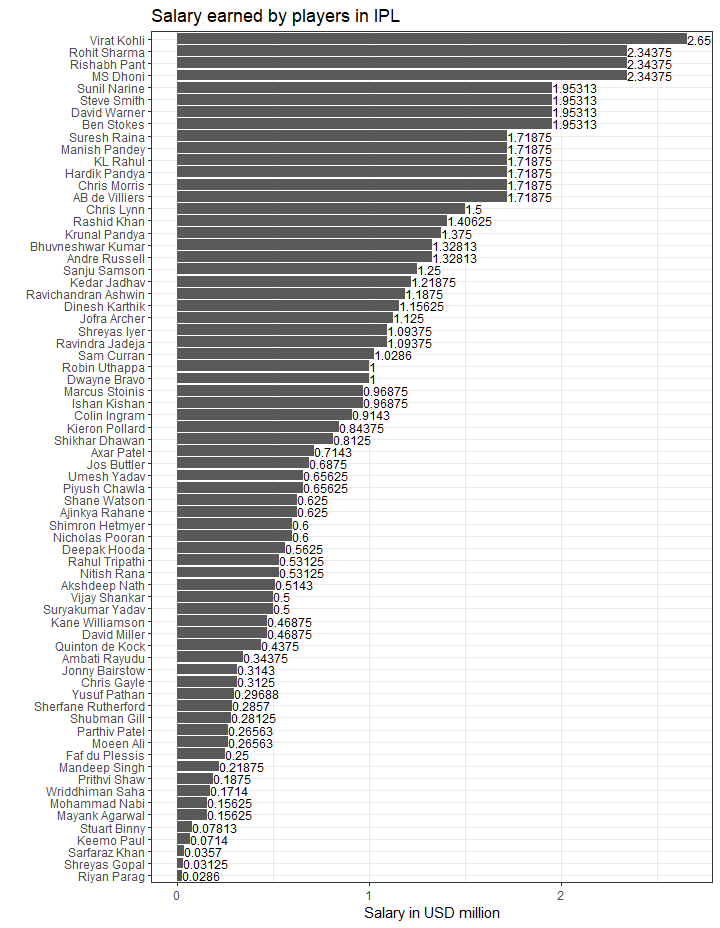 Salary earned by players in IPL
Virat Kohli 2.65
Rohit Sharma 2.34375
Rishabh Pant 2.34375
MS Dhoni 2.34375
Sunil Narine 1.95313
Steve Smith 1.95313
David Warner 1.95313
Ben Stokes 1.95313
Suresh Raina 1.71875
Manish Pandey 1.71875
KL Rahul 1.71875
Hardik Pandya 1.71875
Chris Morris 1.71875
AB de Villiers 1.71875
Chris Lynn 1.5
Rashid Khan 1.40625
Krunal Pandya 1.375
Bhuvneshwar Kumar 1.32813
Andre Russell 1.32813
Sanju Samson 1.25
Kedar Jadhav 1.21875
Ravichandran Ashwin 1.1875
Dinesh Karthik 1.15625
Jofra Archer 1.125
Shreyas Iyer 1.09375
Ravindra Jadeja 1.09375
Sam Curran 1.0286
Robin Uthappa 1
Dwayne Bravo 1
Marcus Stoinis 0.96875
Ishan Kishan 0.96875
Colin Ingram 0.9143
Kieron Pollard 0.84375
Shikhar Dhawan 0.8125
Axar Patel 0.7143
Jos Buttler 0.6875
Umesh Yadav 0.65625
Piyush Chawla 0.65625
Shane Watson 0.625
Ajinkya Rahane 0.625
Shimron Hetmyer 0.6
Nicholas Pooran 0.6
Deepak Hooda 0.5625
Rahul Tripathi 0.53125
Nitish Rana 0.53125
Akshdeep Nath 0.5143
Vijay Shankar 0.5
Suryakumar Yadav 0.5
Kane Williamson 0.46875
David Miller 0.46875
Quinton de Kock 0.4375
Ambati Rayudu 0.34375
Jonny Bairstow 0.3143
Chris Gayle 0.3125
Yusuf Pathan 0.29688
Sherfane Rutherford 0.2857
Shubman Gill 0.28125
Parthiv Patel 0.26563
Moeen Ali 0.26563
Faf du Plessis 0.25
Mandeep Singh 0.21875
Prithvi Shaw 0.1875
Wriddhiman Saha 0.1714
Mohammad Nabi 0.15625
Mayank Agarwal 0.15625
Stuart Binny 0.07813
Keemo Paul 0.0714
Sarfaraz Khan 0.0357
Shreyas Gopal 0.03125
Riyan Parag 0.0286
0 1 2
Salary in USD million